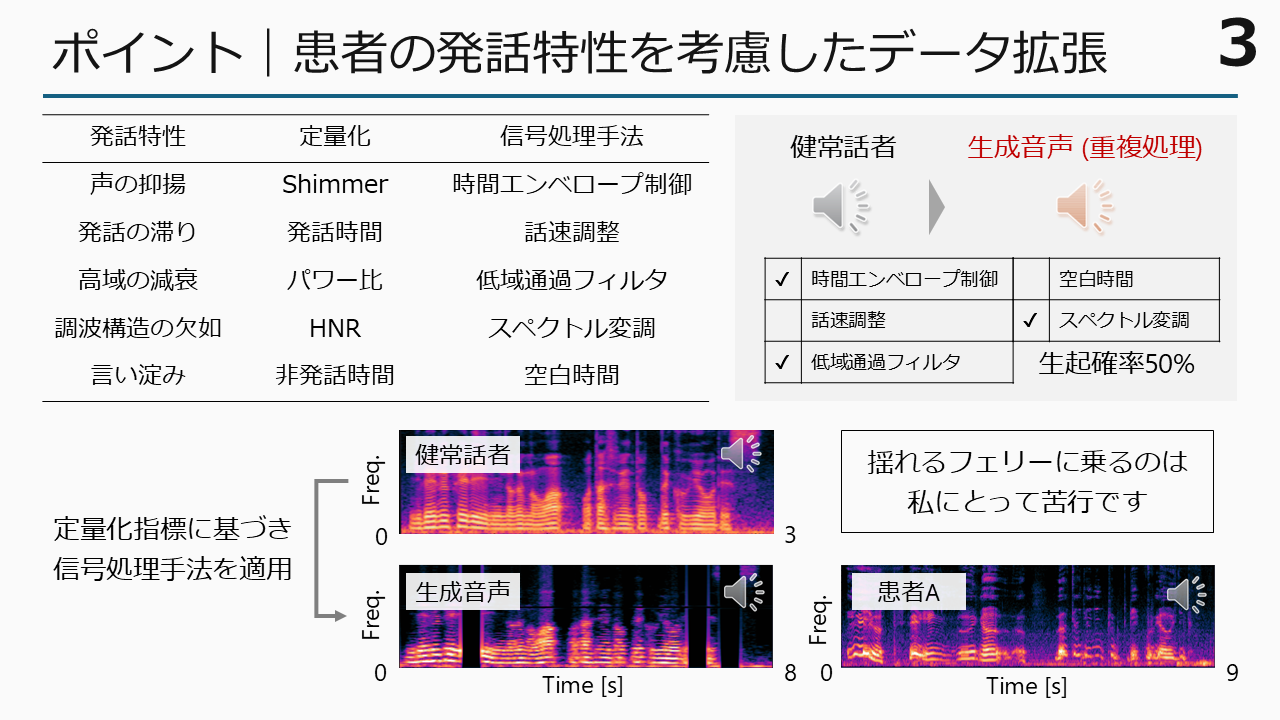 ポイント｜患者の発話特性を考慮したデータ拡張
3
発話特性 定量化 信号処理手法
声の抑揚 Shimmer 時間エンベロープ制御
発話の滞り 発話時間 話速調整
高域の減衰 パワー比 低域通過フィルタ
調波構造の欠如 HNR スペクトル変調
言い淀み 非発話時間 空白時間
健常話者 生成音声 (重複処理)
✓ 時間エンベロープ制御 空白時間
話速調整 ✓ スペクトル変調
✓ 低域通過フィルタ 生起確率50%
定量化指標に基づき
信号処理手法を適用
健常話者
Freq.
0
3
揺れるフェリーに乗るのは
私にとって苦行です
生成音声
Freq.
0
8
Time [s]
患者A
Freq.
0
9
Time [s]